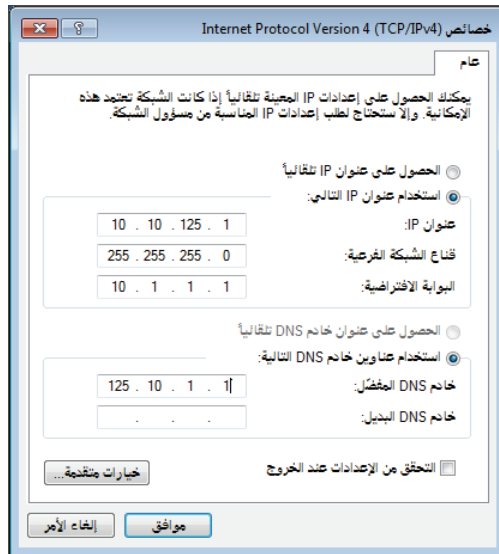 خصائص Internet Protocol Version 4 (TCP/IPv4)
عام
يمكنك الحصول على إعدادات IP المعينة تلقائياً إذا كانت الشبكة تعتمد هذه
الإمكانية. وإلا ستحتاج لطلب إعدادات IP المناسبة من مسؤول الشبكة.
الحصول على عنوان IP تلقائياً
استخدام عنوان IP التالي:
عنوان IP: 10 . 10 . 125 . 1
قناع الشبكة الفرعية: 255 . 255 . 255 . 0
البوابة الافتراضية: 10 . 1 . 1 . 1
الحصول على عنوان خادم DNS تلقائياً
استخدام عناوين خادم DNS التالية:
خادم DNS المفضّل: 125 . 10 . 1 . 1
خادم DNS البديل: . . .
التحقق من الإعدادات عند الخروج
خيارات متقدمة...
موافق
إلغاء الأمر